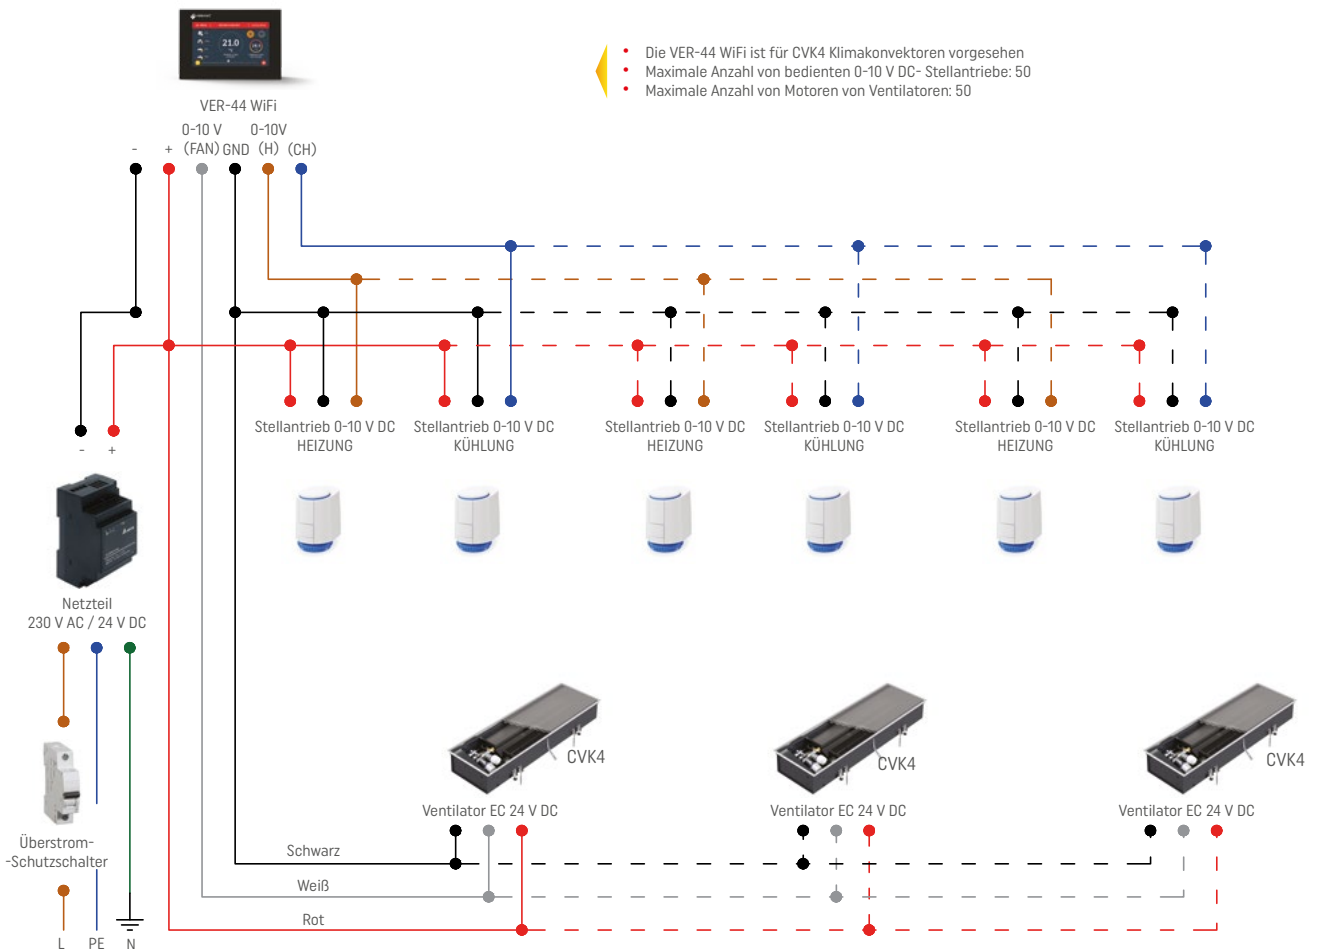 21.0
• Die VER-44 WiFi ist für CVK4 Klimakonvektoren vorgesehen
• Maximale Anzahl von bedienten 0-10 V DC- Stellantriebe: 50
• Maximale Anzahl von Motoren von Ventilatoren: 50
VER-44 WiFi
0-10 V 0-10V
- + (FAN) GND (H) (CH)
Stellantrieb 0-10 V DC
HEIZUNG
Stellantrieb 0-10 V DC
KÜHLUNG
Stellantrieb 0-10 V DC
HEIZUNG
Stellantrieb 0-10 V DC
KÜHLUNG
Stellantrieb 0-10 V DC
HEIZUNG
Stellantrieb 0-10 V DC
KÜHLUNG
- +
Netzteil
230 V AC / 24 V DC
CVK4
CVK4
CVK4
Ventilator EC 24 V DC
Ventilator EC 24 V DC
Ventilator EC 24 V DC
Überstrom-
-Schutzschalter
Schwarz
Weiß
Rot
L PE N